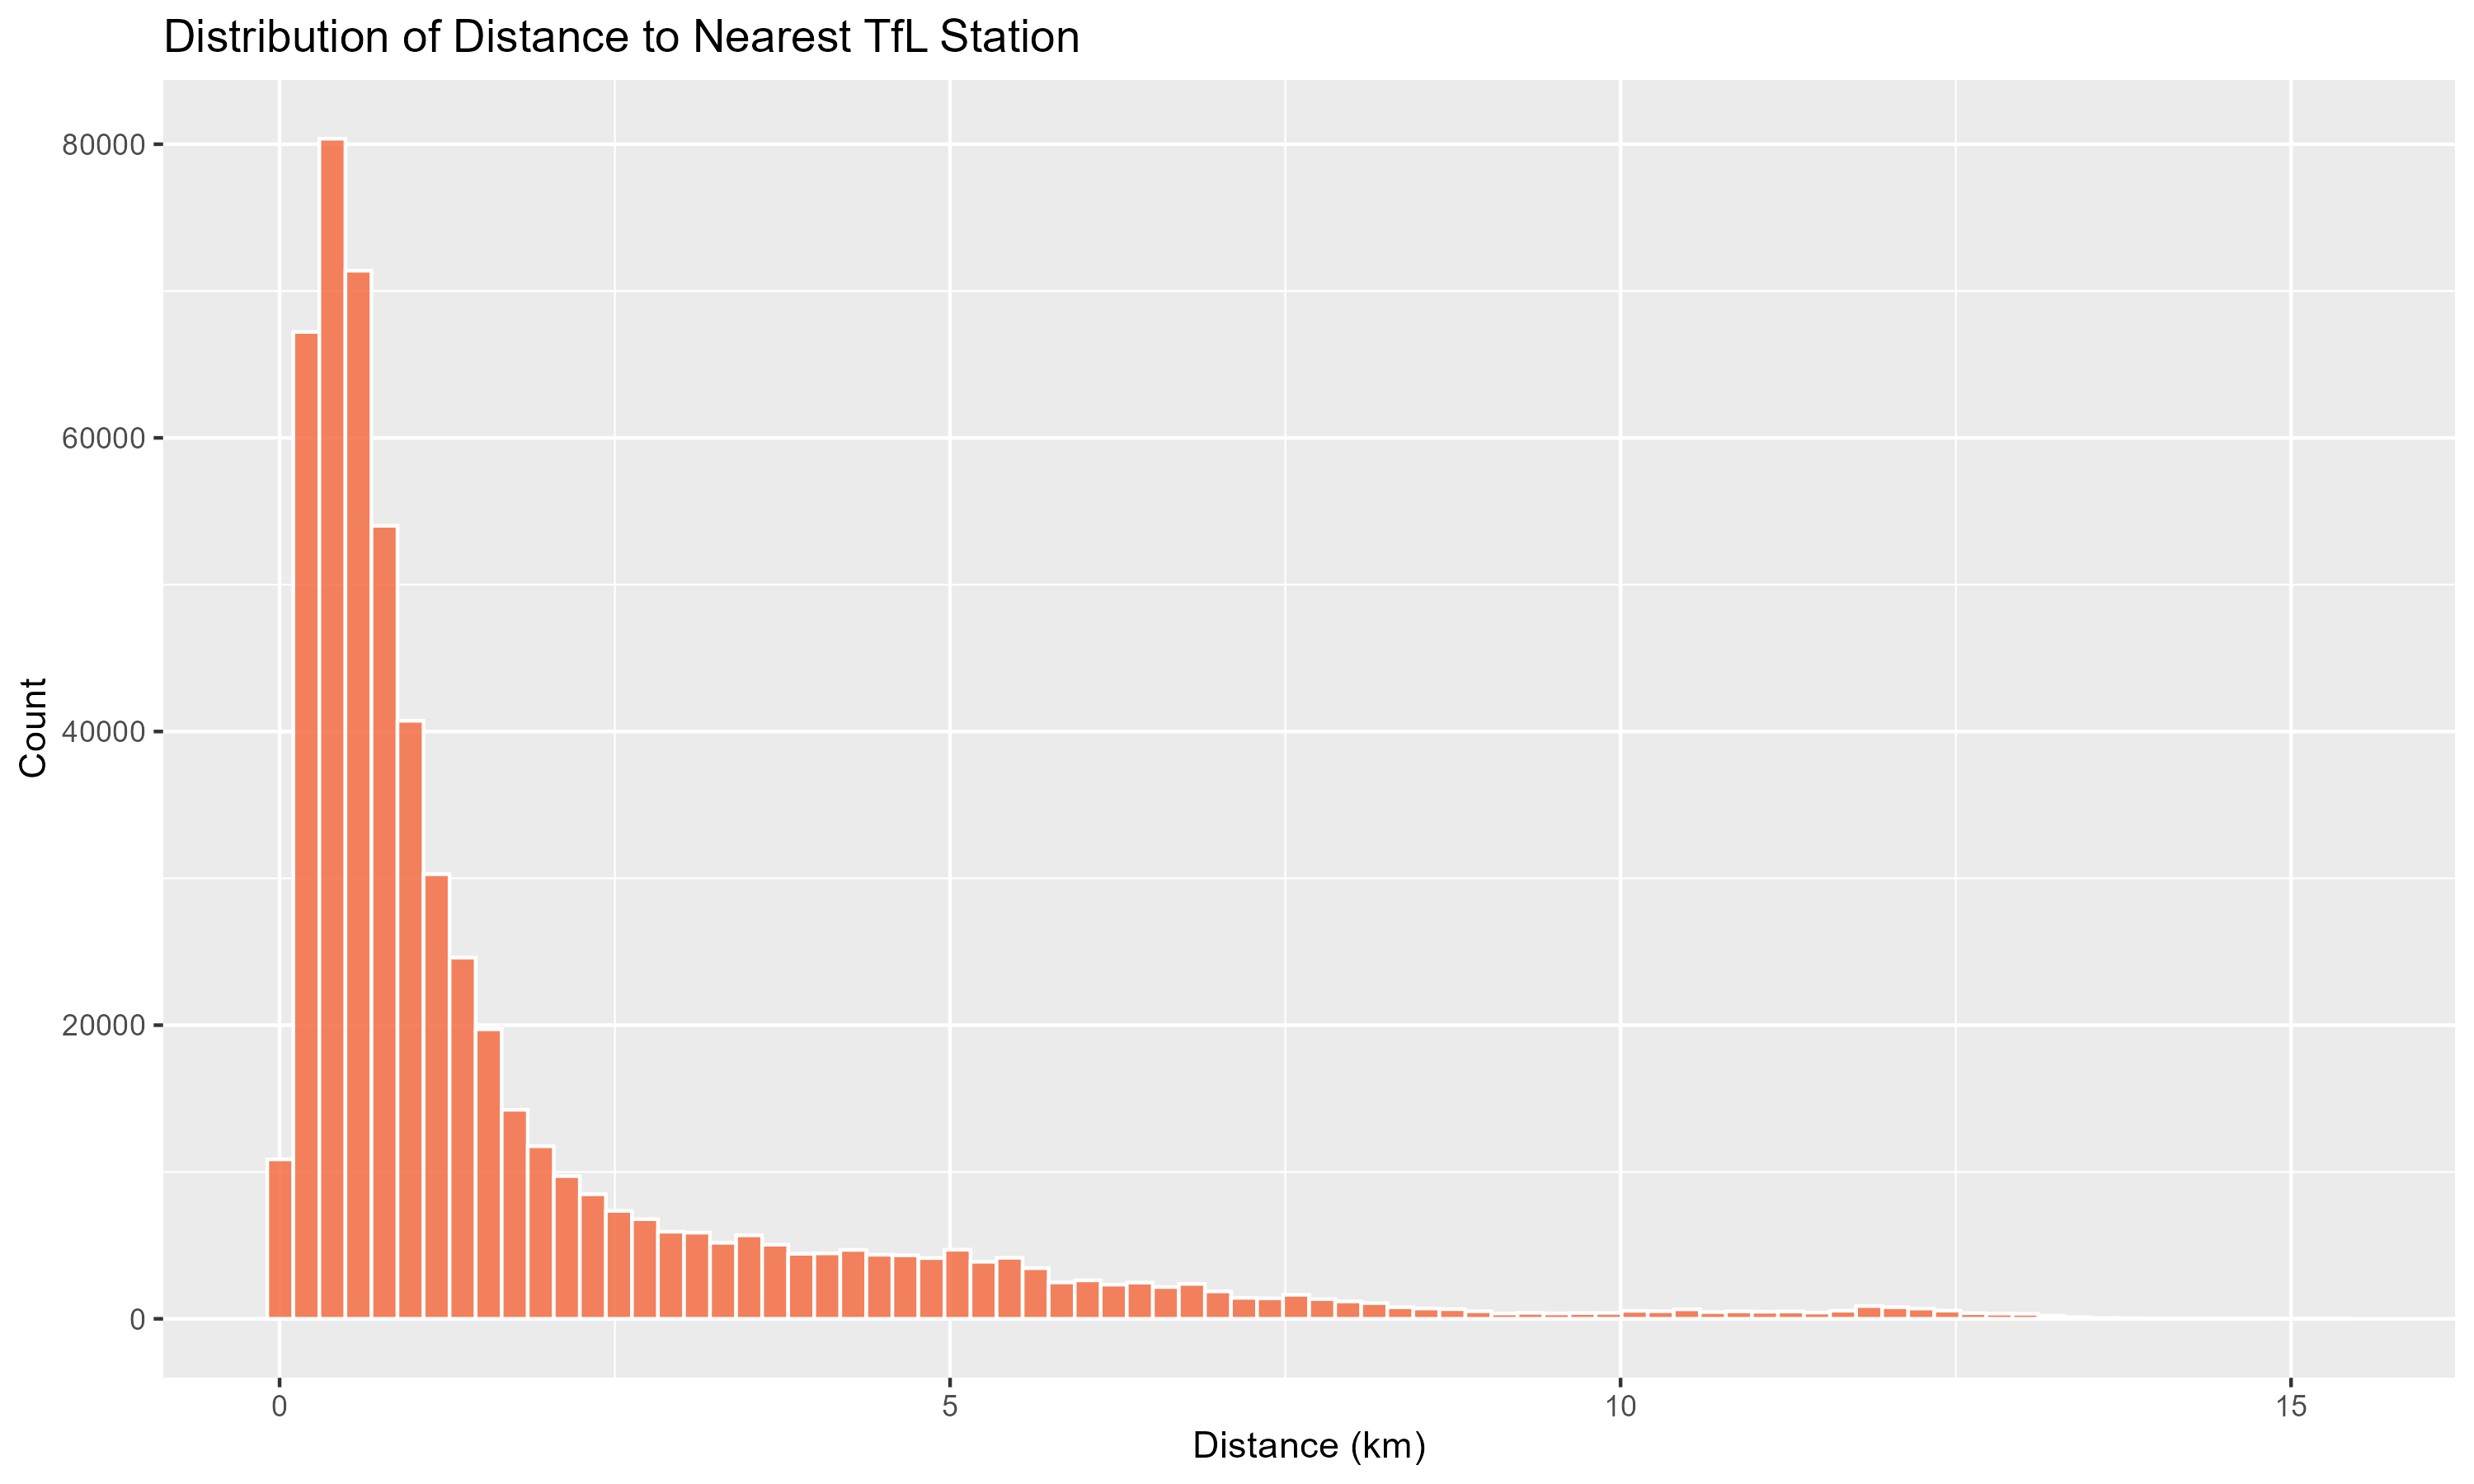 Distribution of Distance to Nearest TfL Station
80000
60000
40000
20000
0
Count
0 5 10 15
Distance (km)